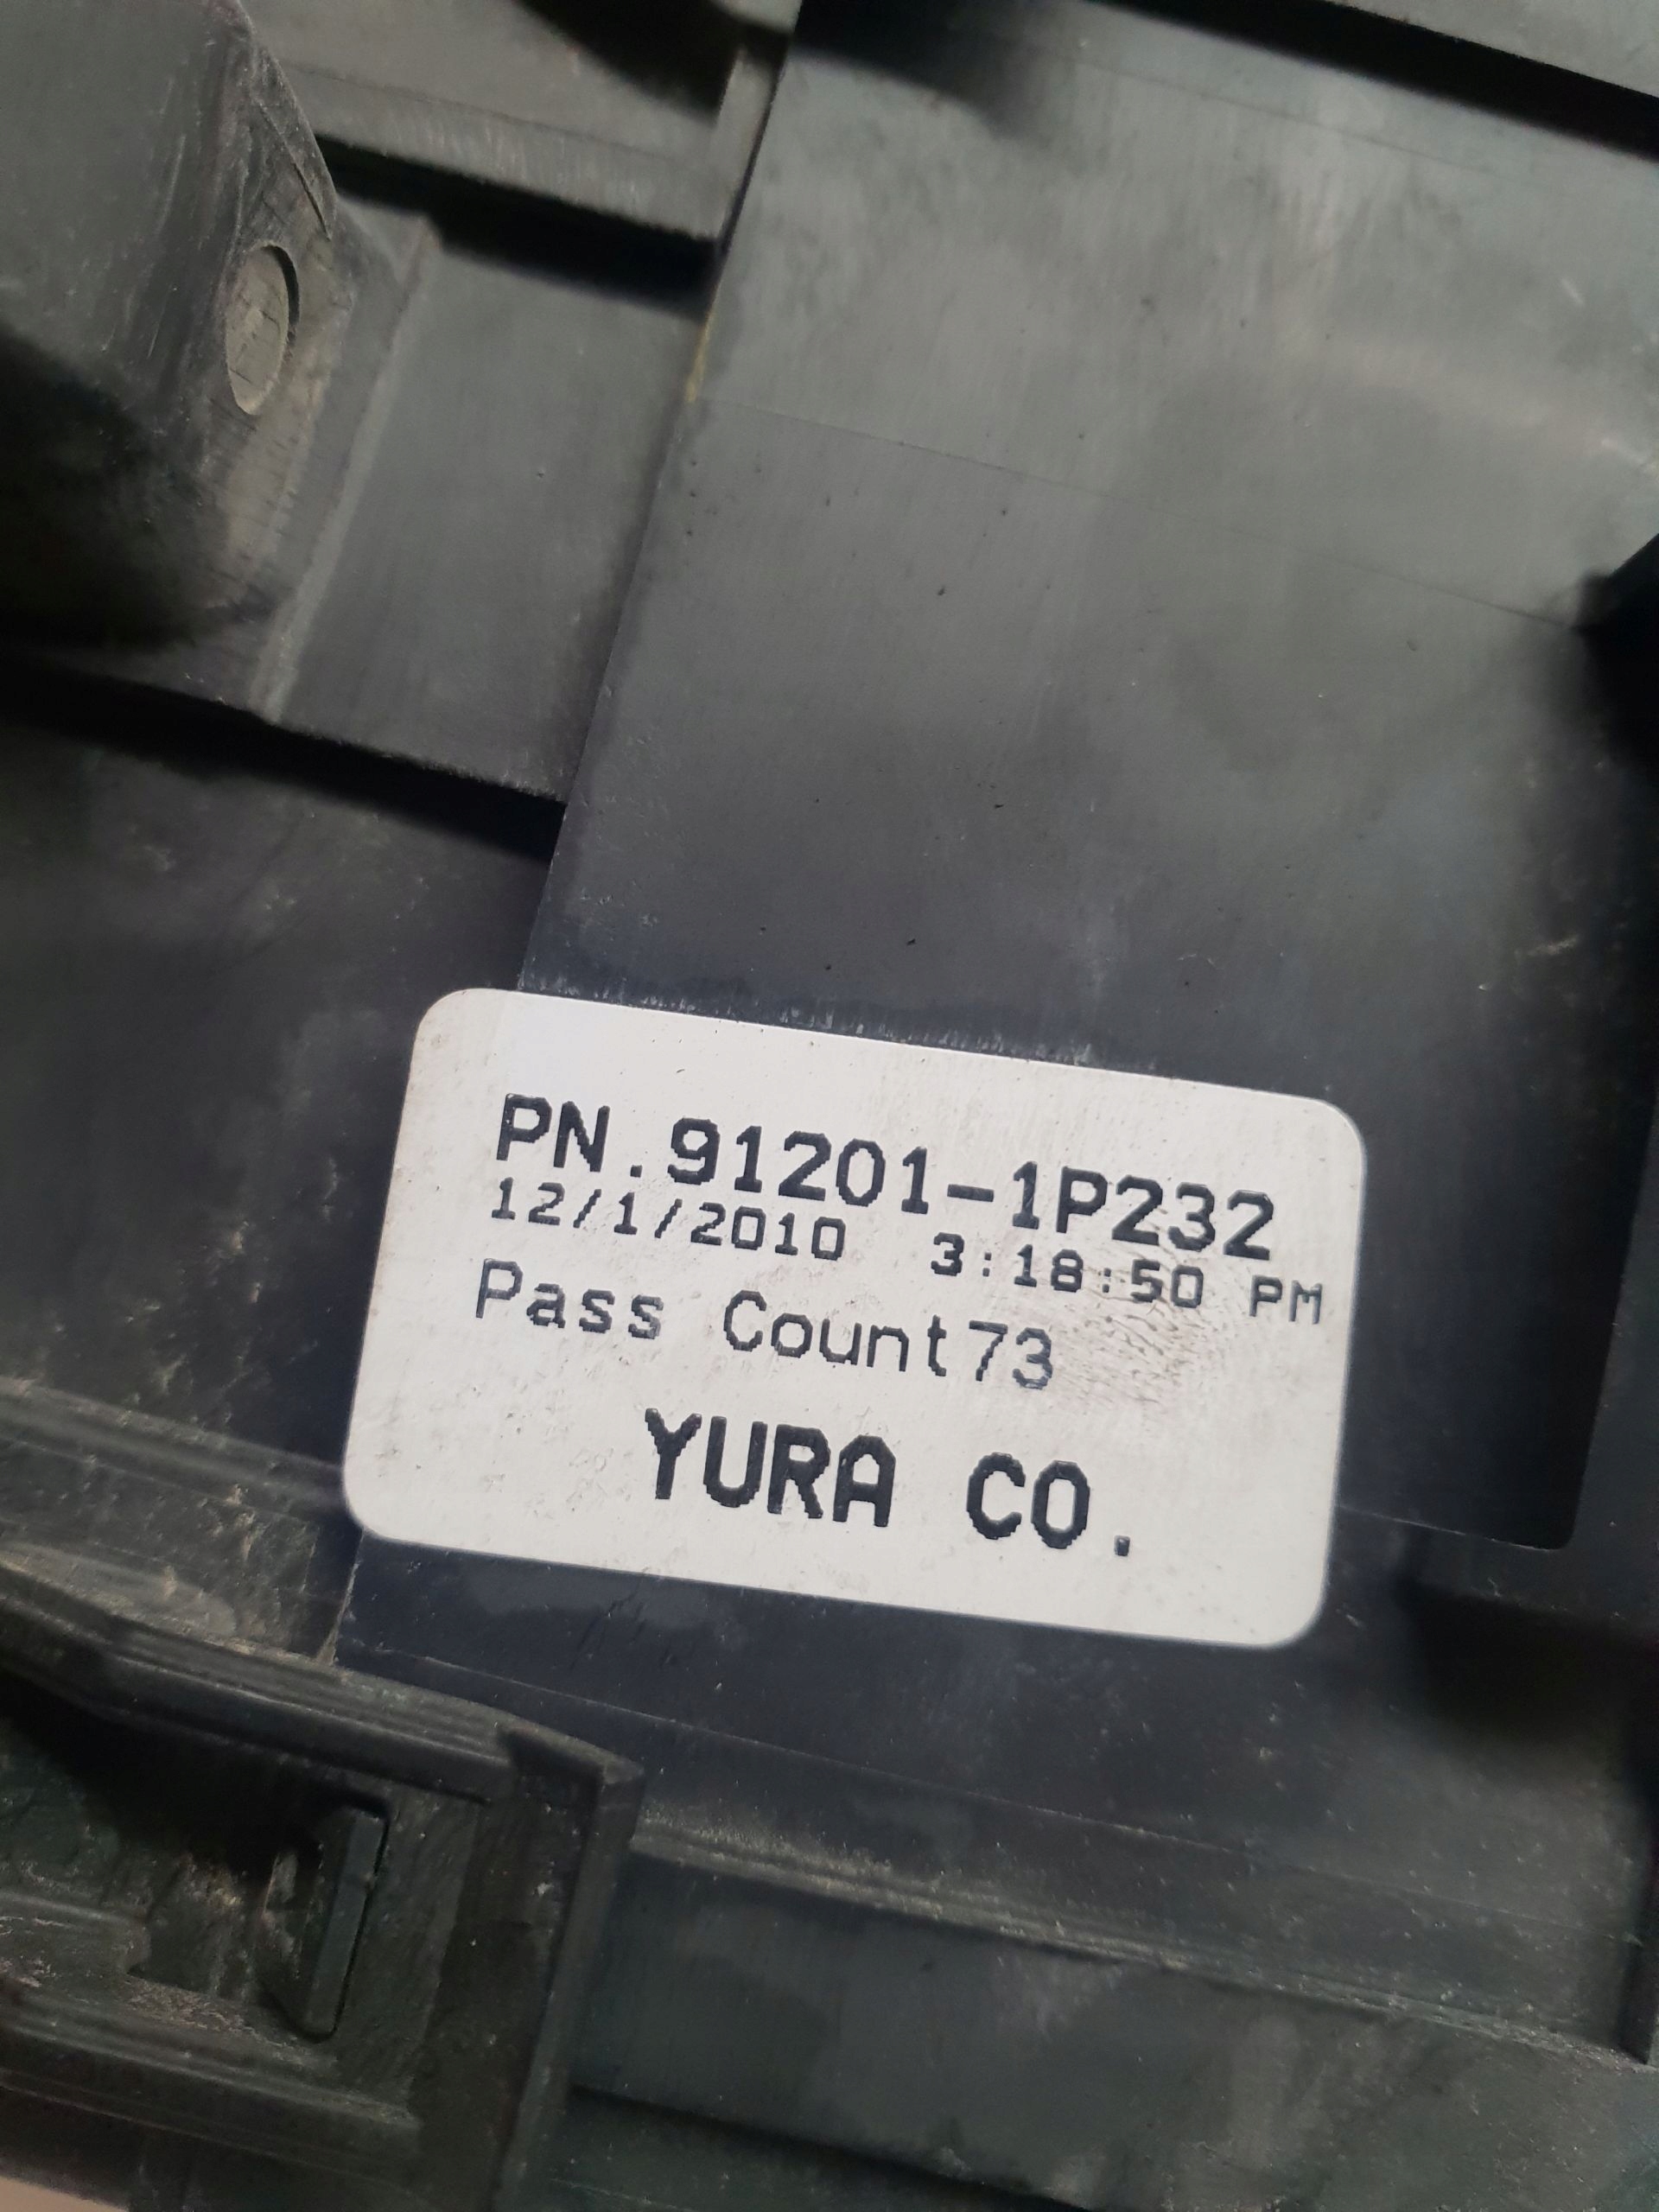 PN.91201-1P232
12/1/2010 3:18:50 PM
Pass Count73
YURA CO.